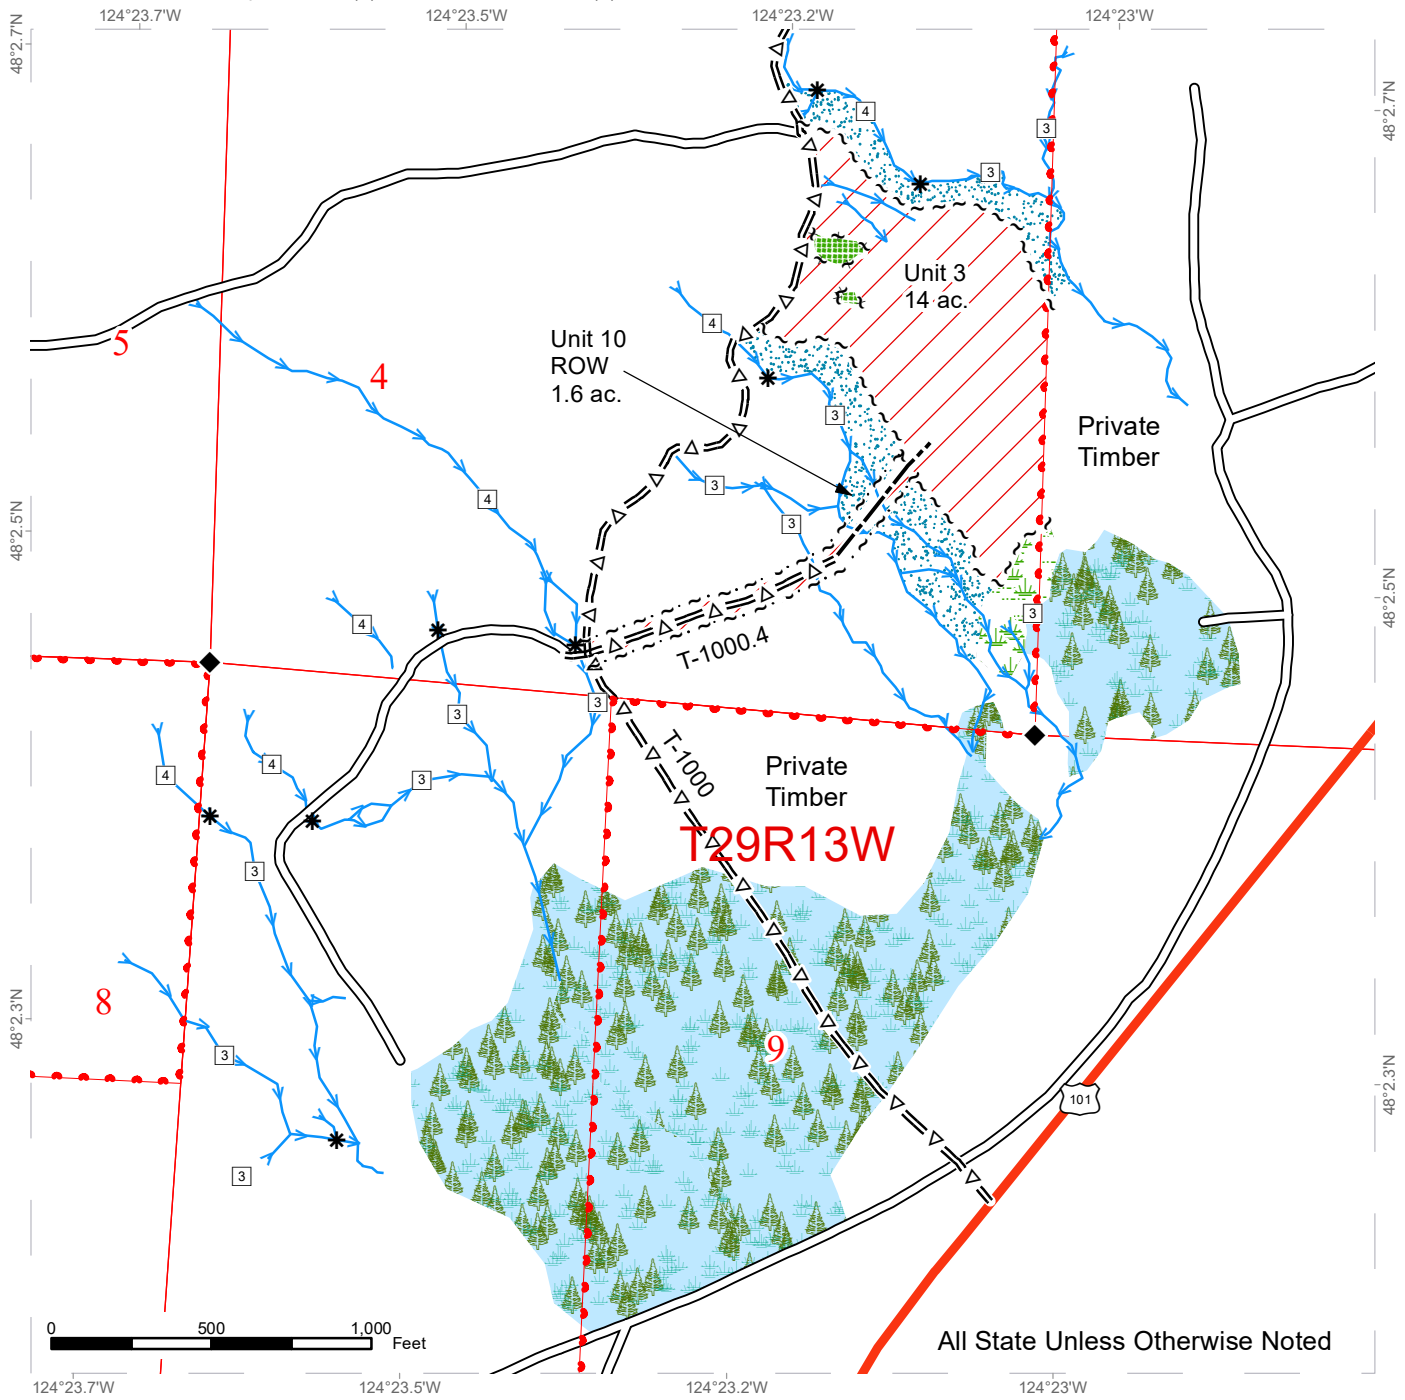 124°23.7'W
124°23.5'W
124°23.2'W
124°23'W
48°2.7'N
48°2.7'N
4
3
3
Unit 3
14 ac.
4
5
4
Unit 10
ROW
1.6 ac.
3
Private
Timber
3
4
3
48°2.5'N
48°2.5'N
4
3
T-1000.4
3
3
T-1000
4
4
3
Private
Timber
T29R13W
3
8
9
48°2.3'N
48°2.3'N
3
101
3
0 500 1,000
Feet
All State Unless Otherwise Noted
124°23.7'W
124°23.5'W
124°23.2'W
124°23'W